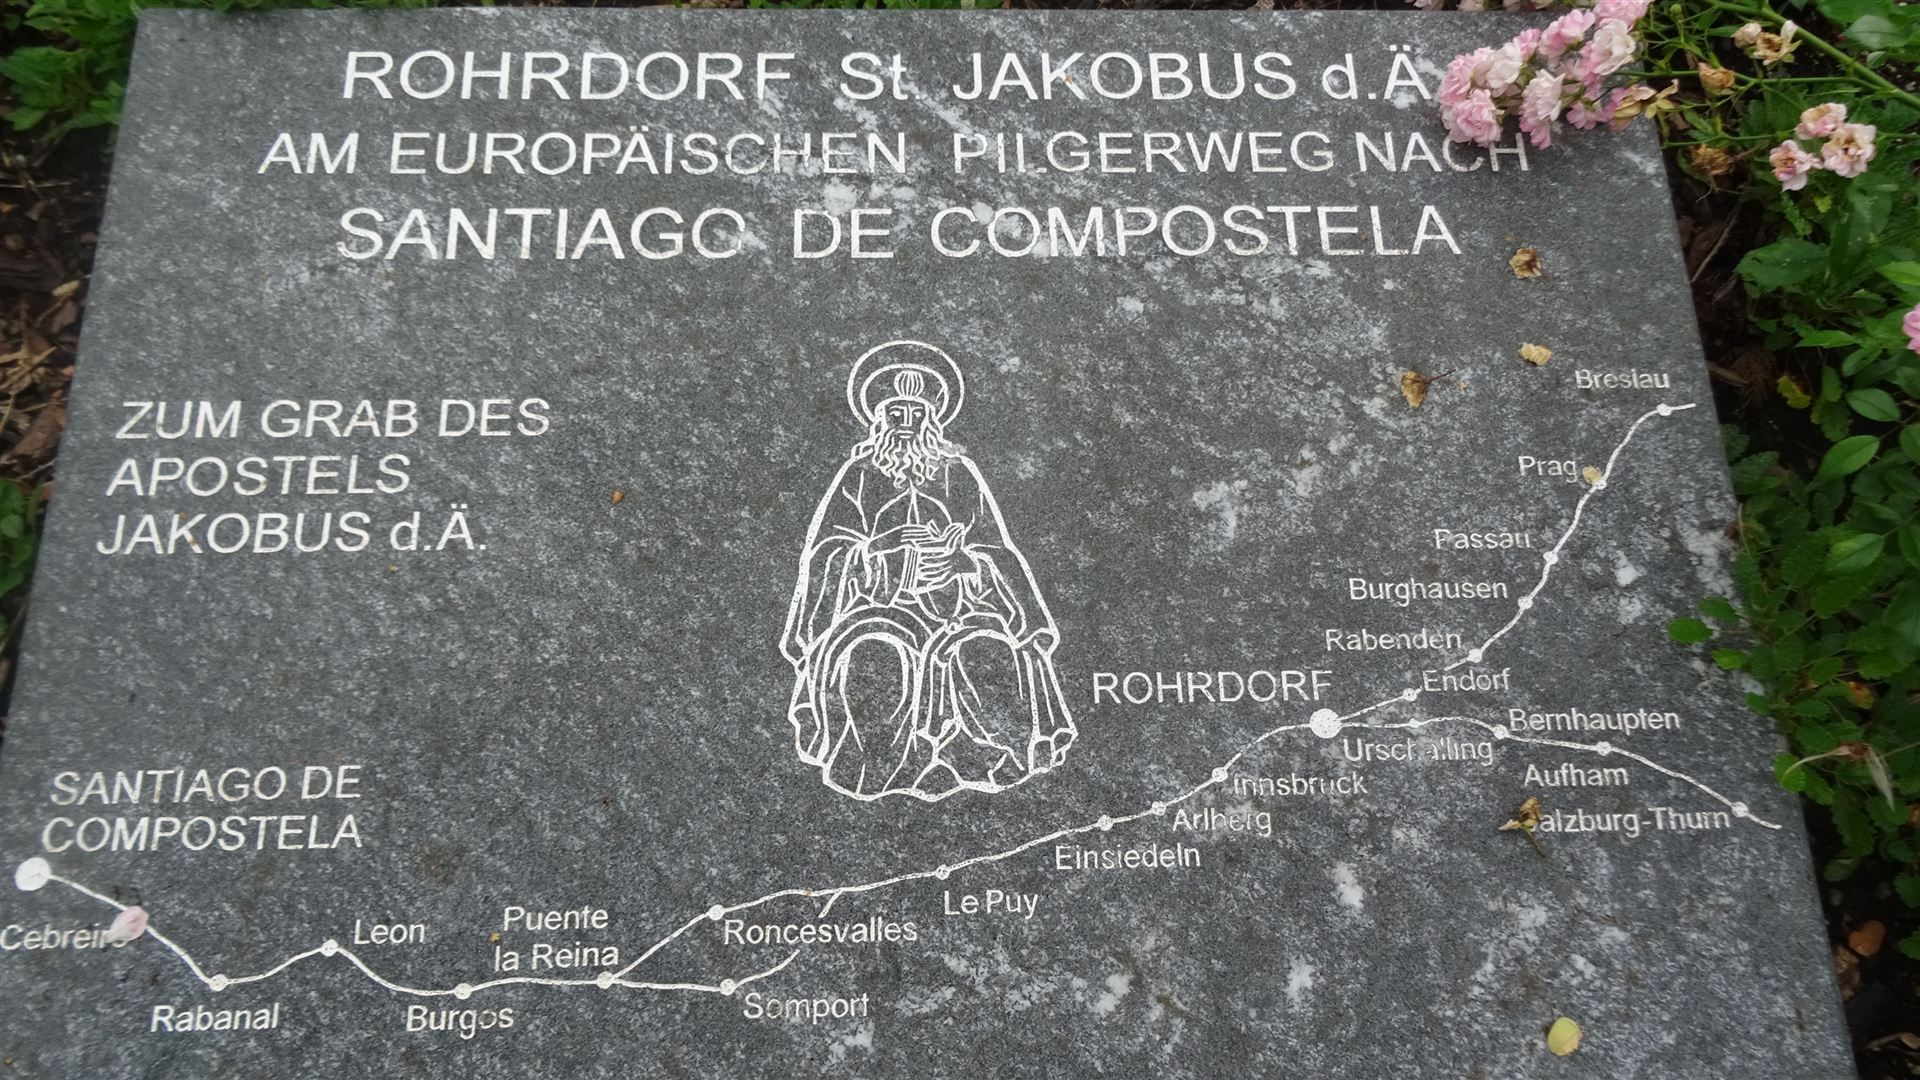 ROHRDORF St. JAKOBUS d.Ä.
AM EUROPÄISCHEN PILGERWEG NACH
SANTIAGO DE COMPOSTELA
ZUM GRAB DES
APOSTELS
JAKOBUS d.Ä.
Breslau
Prag
Passau
Burghausen
Rabenden
Endorf
ROHRDORF
Bernhaupten
Urschalling
Aufham
Salzburg-Thurn
Innsbruck
Arlberg
Einsiedeln
Le Puy
Roncesvalles
Somport
Puente
la Reina
Burgos
Leon
Rabanal
Cebreiro
SANTIAGO DE
COMPOSTELA